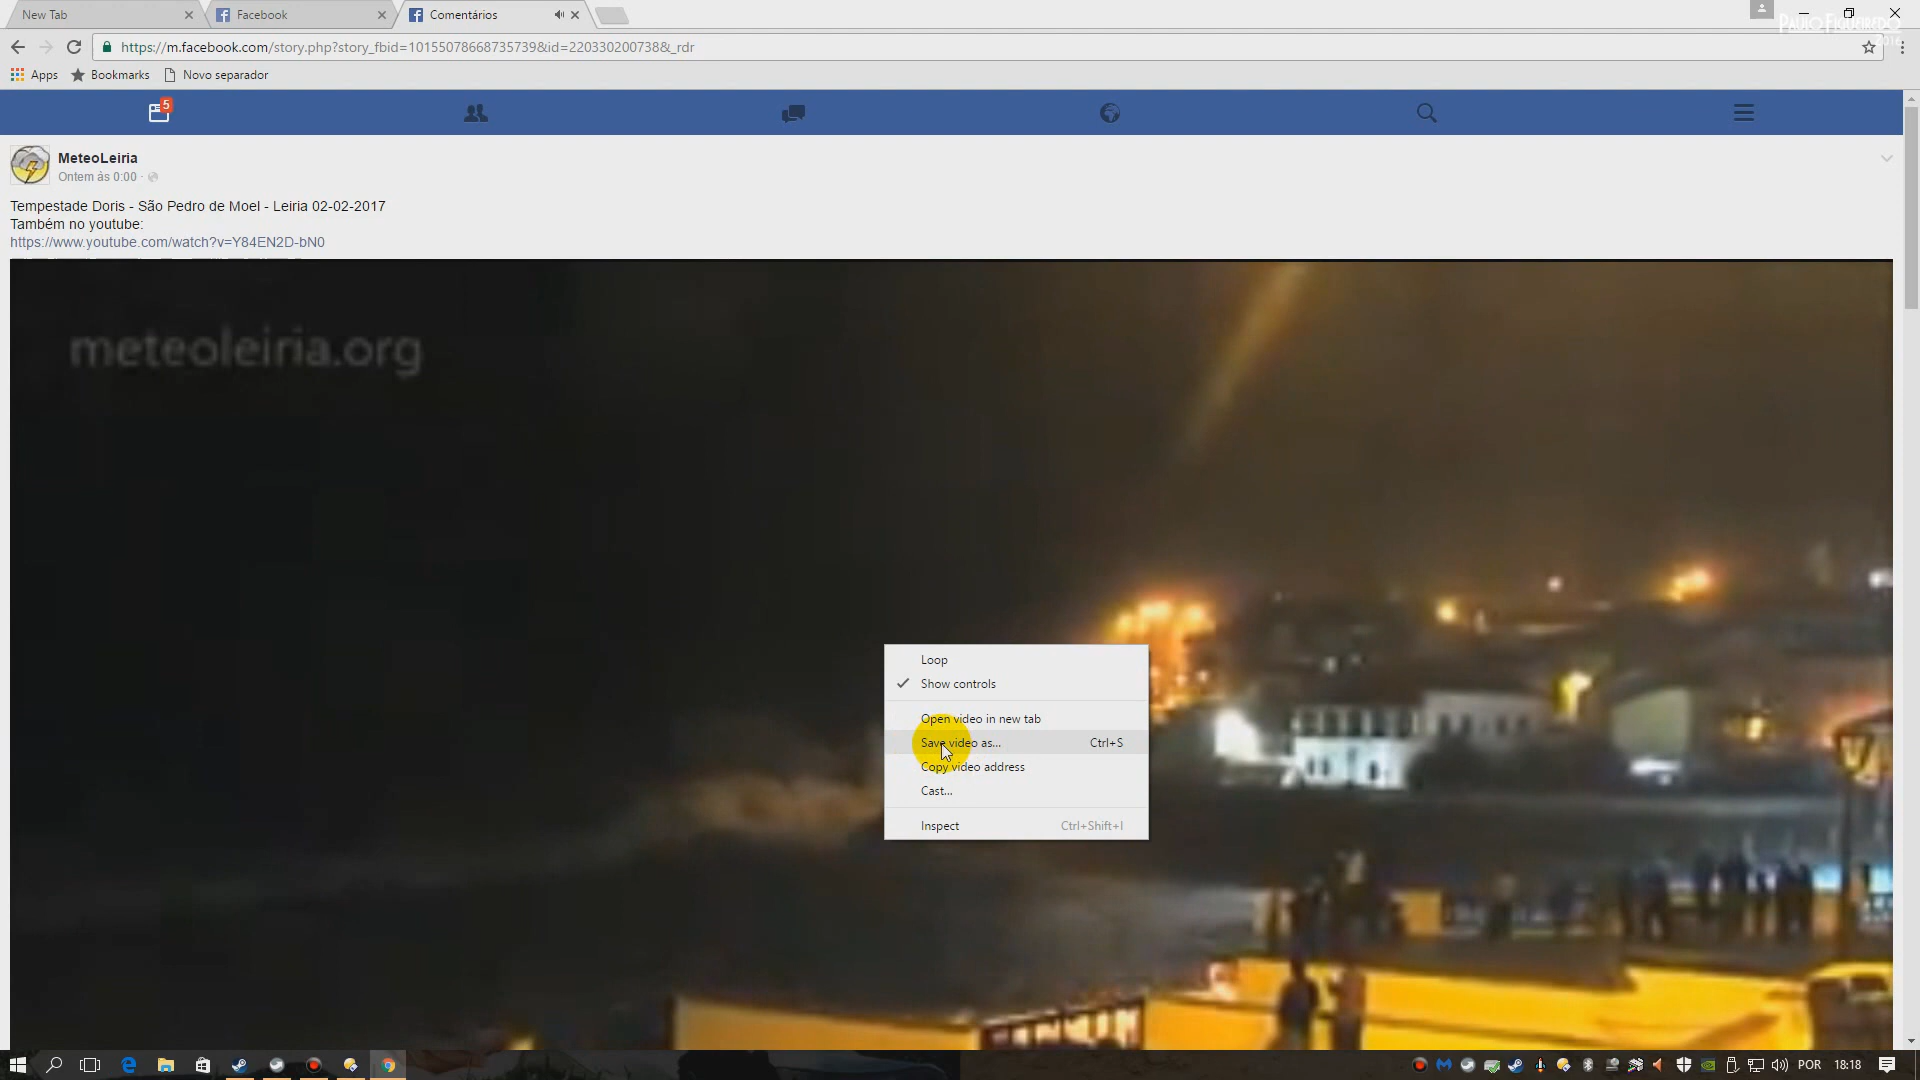 New Tab
Facebook
Comentários
PAULO FIGUEIREDO
https://m.facebook.com/story.php?story_fbid=10155078668735739&id=220330200738&_rdr
Apps
Bookmarks
Novo separador
5
MeteoLeiria
Ontem às 0:00 ·
Tempestade Doris - São Pedro de Moel - Leiria 02-02-2017
Também no youtube:
https://www.youtube.com/watch?v=Y84EN2D-bN0
meteoleiria.org
Loop
Show controls
Open video in new tab
Save video as... Ctrl+S
Copy video address
Cast...
Inspect Ctrl+Shift+I
POR 18:18